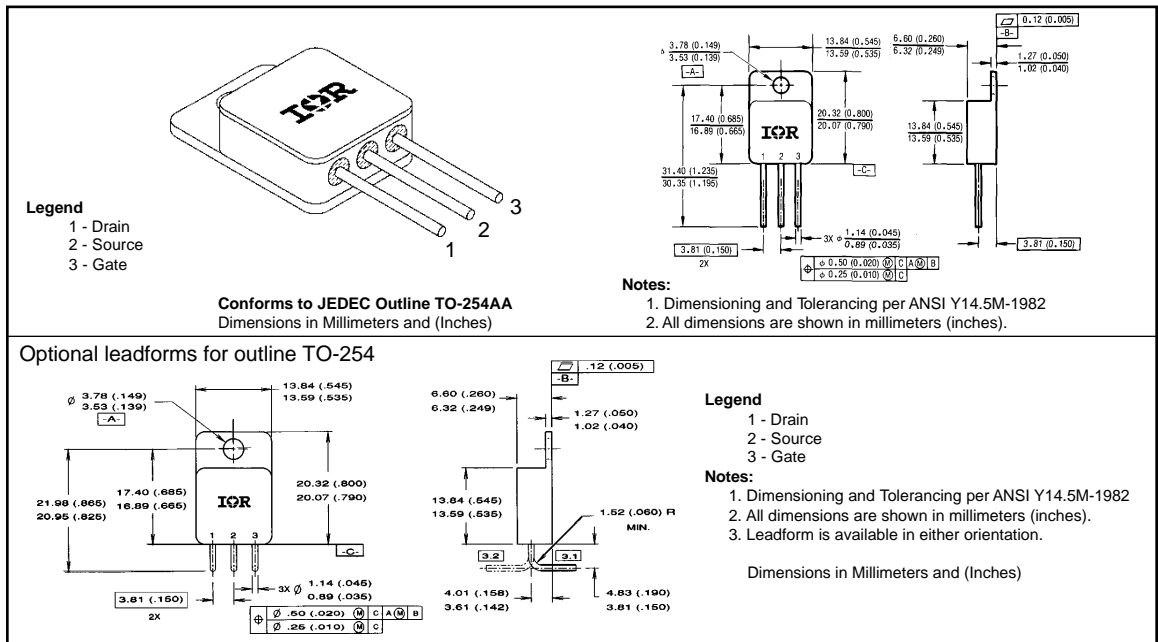 IOR
1
2
3
Legend
1 - Drain
2 - Source
3 - Gate
Conforms to JEDEC Outline TO-254AA
Dimensions in Millimeters and (Inches)
⌀ 3.78 (0.149)
3.53 (0.139)
-A-
13.84 (0.545)
13.59 (0.535)
6.60 (0.260)
6.32 (0.249)
0.12 (0.005)
-B-
1.27 (0.050)
1.02 (0.040)
17.40 (0.685)
16.89 (0.665)
IOR
20.32 (0.800)
20.07 (0.790)
13.84 (0.545)
13.59 (0.535)
1 2 3
-C-
31.40 (1.235)
30.35 (1.195)
3X ⌀ 1.14 (0.045)
0.89 (0.035)
3.81 (0.150)
2X
3.81 (0.150)
⌀ 0.50 (0.020) Ⓜ C A Ⓜ B
⌀ 0.25 (0.010) Ⓜ C
Notes:
1. Dimensioning and Tolerancing per ANSI Y14.5M-1982
2. All dimensions are shown in millimeters (inches).
Optional leadforms for outline TO-254
⌀ 3.78 (.149)
3.53 (.139)
-A-
13.84 (.545)
13.59 (.535)
21.98 (.865)
20.95 (.825)
17.40 (.685)
16.89 (.665)
IOR
20.32 (.800)
20.07 (.790)
1 2 3
-C-
3X ⌀ 1.14 (.045)
0.89 (.035)
3.81 (.150)
2X
⌀ .50 (.020) Ⓜ C A Ⓜ B
⌀ .25 (.010) Ⓜ C
.12 (.005)
-B-
6.60 (.260)
6.32 (.249)
1.27 (.050)
1.02 (.040)
13.84 (.545)
13.59 (.535)
1.52 (.060) R
MIN.
3.2
3.1
4.01 (.158)
3.61 (.142)
4.83 (.190)
3.81 (.150)
Legend
1 - Drain
2 - Source
3 - Gate
Notes:
1. Dimensioning and Tolerancing per ANSI Y14.5M-1982
2. All dimensions are shown in millimeters (inches).
3. Leadform is available in either orientation.
Dimensions in Millimeters and (Inches)